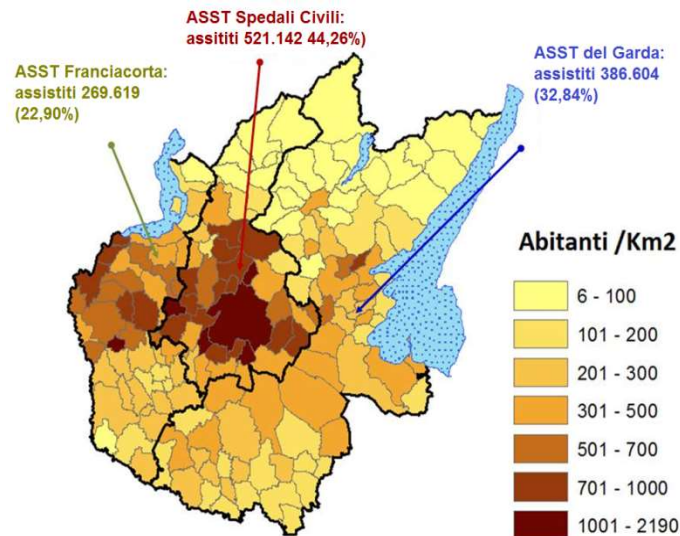 ASST Spedali Civili:
assititi 521.142 44,26%)
ASST del Garda:
assistiti 386.604
(32,84%)
ASST Franciacorta:
assistiti 269.619
(22,90%)
Abitanti /Km2
6 - 100
101 - 200
201 - 300
301 - 500
501 - 700
701 - 1000
1001 - 2190